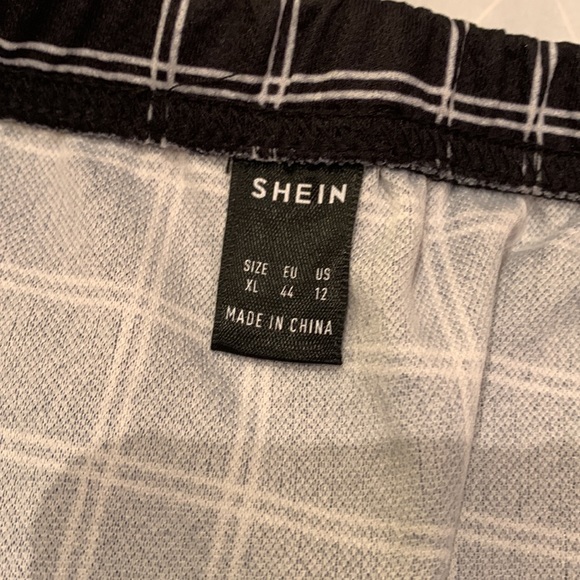 SHEIN
SIZE EU US
XL 44 12
MADE IN CHINA